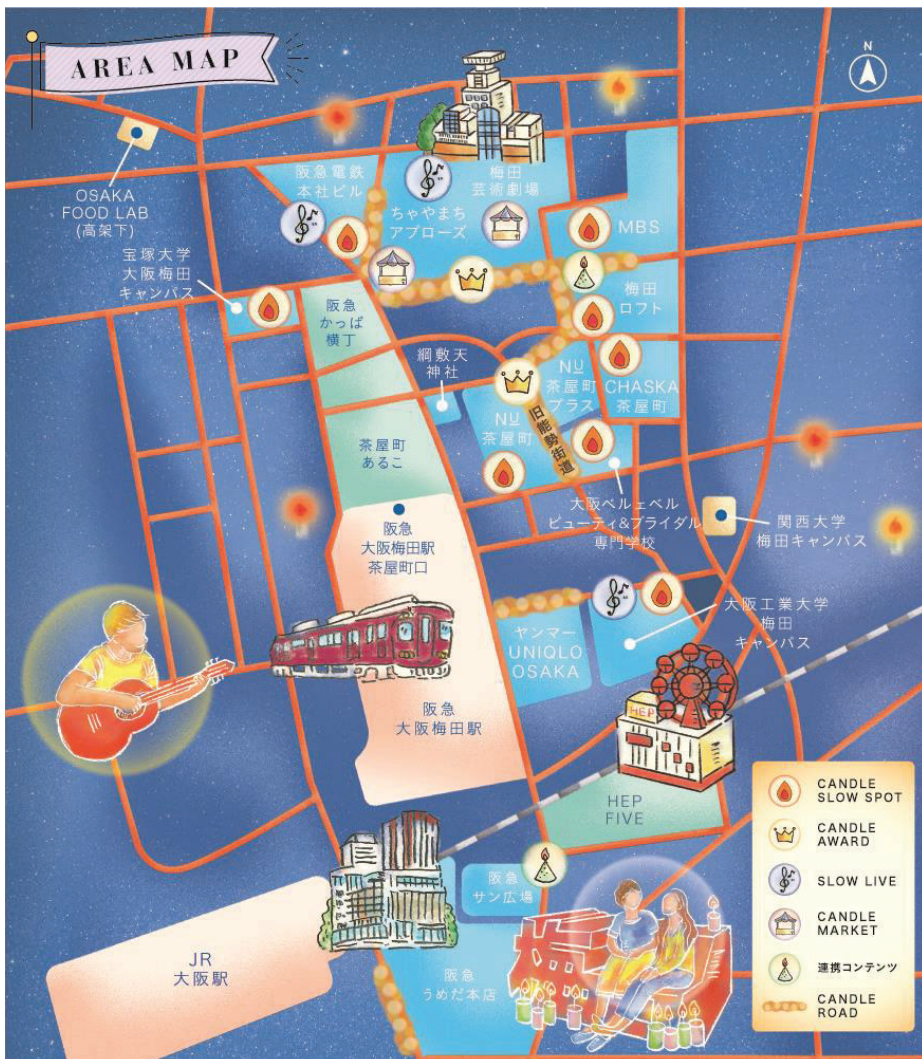 AREA MAP
N
OSAKA
FOOD LAB
(高架下)
阪急電鉄
本社ビル
ちゃやまち
アプローズ
梅田
芸術劇場
MBS
宝塚大学
大阪梅田
キャンパス
阪急
かっぱ
横丁
梅田
ロフト
綱敷天
神社
NU
茶屋町
プラス
CHASKA
茶屋町
NU
茶屋町
旧能勢街道
茶屋町
あるこ
大阪ベルェベル
ビューティ&ブライダル
専門学校
関西大学
梅田キャンパス
阪急
大阪梅田駅
茶屋町口
大阪工業大学
梅田
キャンパス
ヤンマー
UNIQLO
OSAKA
阪急
大阪梅田駅
HEP
HEP
FIVE
阪急
サン広場
JR
大阪駅
阪急
うめだ本店
梅
CANDLE
SLOW SPOT
CANDLE
AWARD
SLOW LIVE
CANDLE
MARKET
連携コンテンツ
CANDLE
ROAD